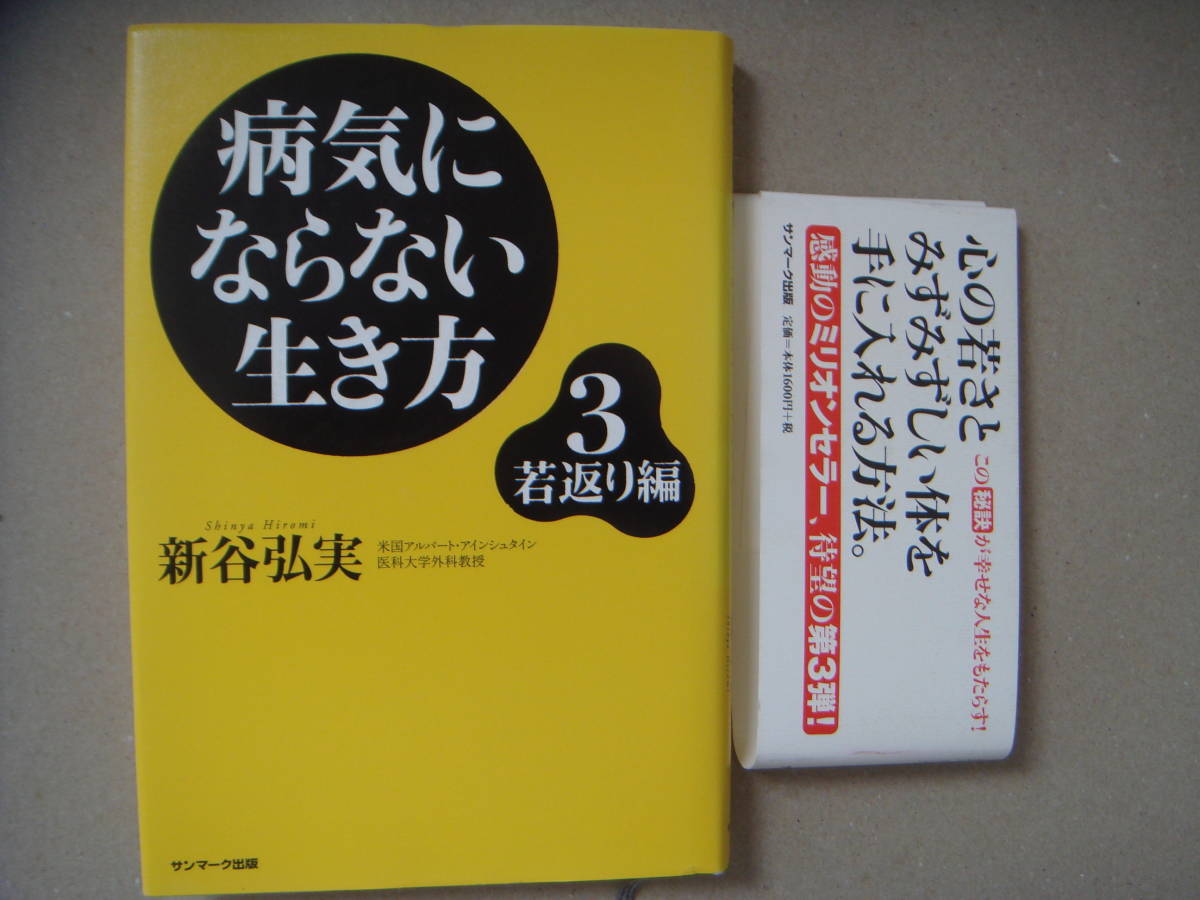 病気に
ならない
生き方
3
若返り編
Shinya Hiromi
新谷弘実
米国アルバート・アインシュタイン
医科大学外科教授
サンマーク出版
この秘訣が幸せな人生をもたらす!
心の若さと
みずみずしい体を
手に入れる方法。
感動のミリオンセラー、待望の第3弾!
サンマーク出版 定価=本体1600円+税